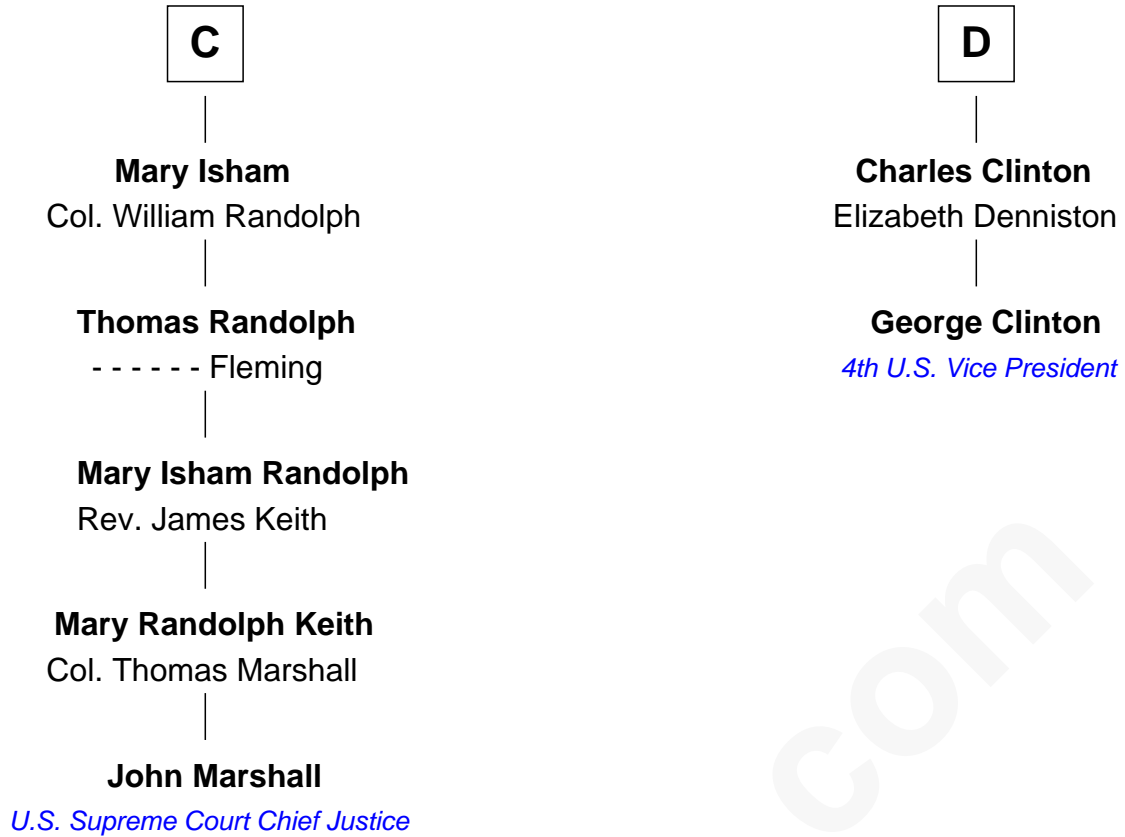 C
Mary Isham
Col. William Randolph
Thomas Randolph
- - - - - - Fleming
Mary Isham Randolph
Rev. James Keith
Mary Randolph Keith
Col. Thomas Marshall
John Marshall
U.S. Supreme Court Chief Justice
D
Charles Clinton
Elizabeth Denniston
George Clinton
4th U.S. Vice President
com